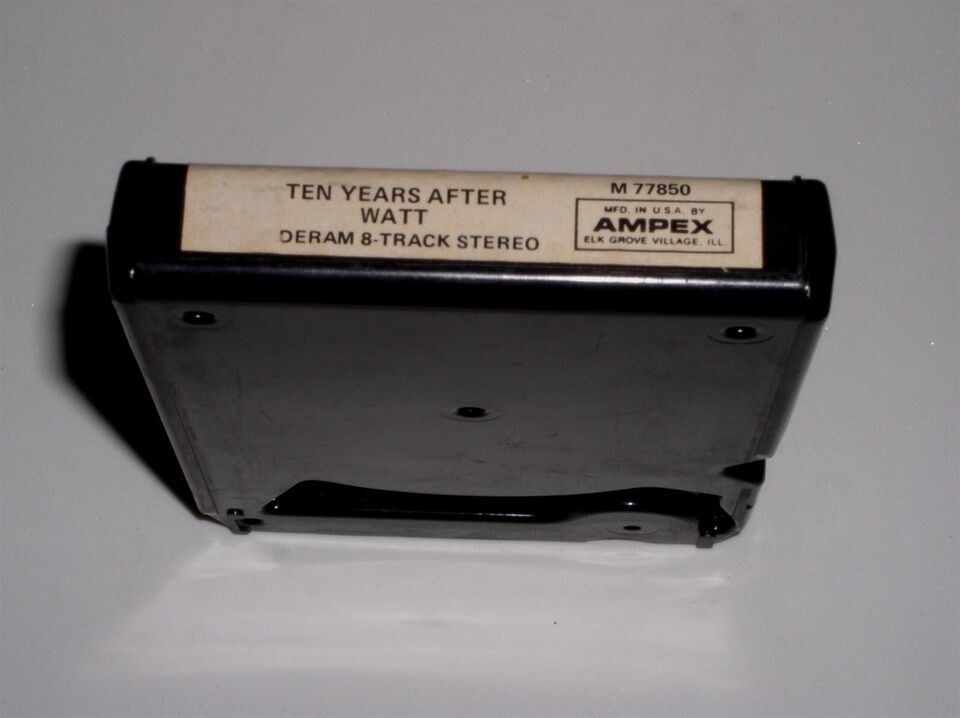 TEN YEARS AFTER
WATT
DERAM 8-TRACK STEREO
M 77850
MFD. IN U.S.A. BY
AMPEX
ELK GROVE VILLAGE, ILL.